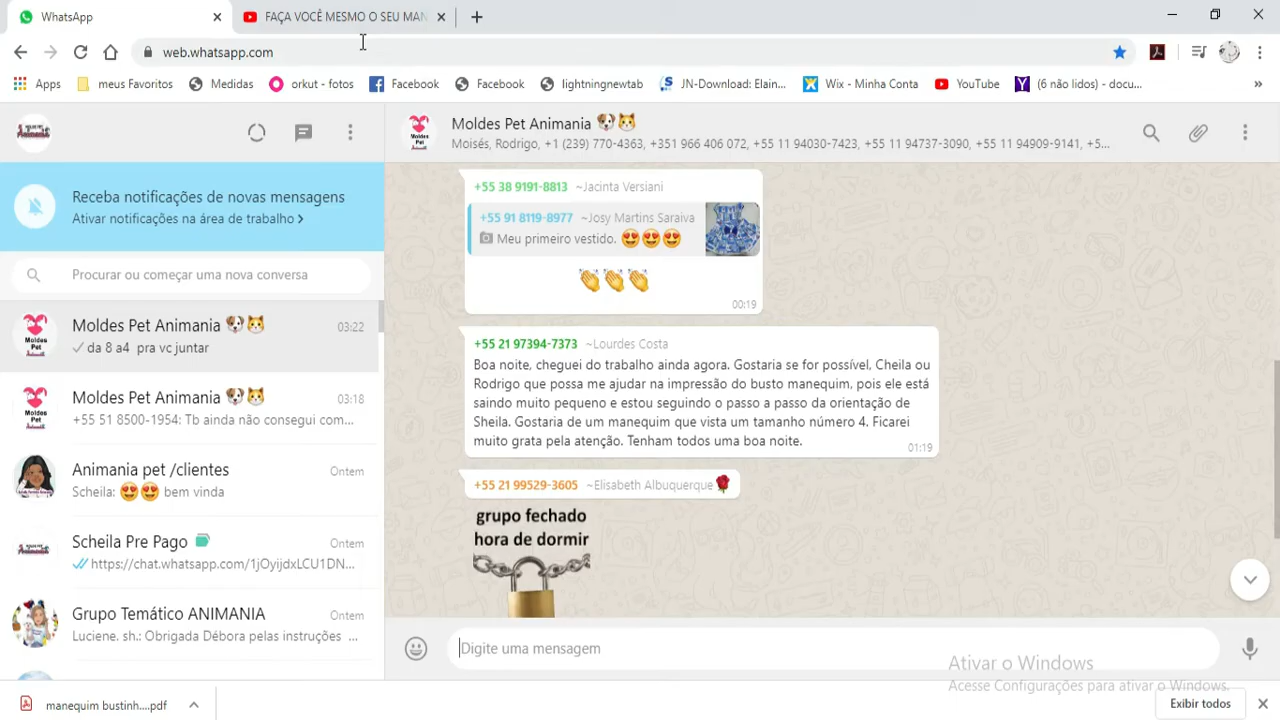 WhatsApp
FAÇA VOCÊ MESMO O SEU MAN
web.whatsapp.com
Apps
meus Favoritos
Medidas
orkut - fotos
Facebook
Facebook
lightningnewtab
JN-Download: Elain...
Wix - Minha Conta
YouTube
(6 não lidos) - docu...
Receba notificações de novas mensagens
Ativar notificações na área de trabalho
Procurar ou começar uma nova conversa
Moldes Pet Animania 🐶🐱
03:22
da 8 a4 pra vc juntar
Moldes Pet Animania 🐶🐱
03:18
+55 51 8500-1954: Tb ainda não consegui com...
Animania pet /clientes
Ontem
Scheila: 😍😍 bem vinda
Scheila Pre Pago
Ontem
https://chat.whatsapp.com/1jOyijdxLCU1DN...
Grupo Temático ANIMANIA
Ontem
Luciene. sh.: Obrigada Débora pelas instruções ...
Moldes Pet Animania 🐶🐱
Moisés, Rodrigo, +1 (239) 770-4363, +351 966 406 072, +55 11 94030-7423, +55 11 94737-3090, +55 11 94909-9141, +5...
+55 38 9191-8813 ~Jacinta Versiani
+55 91 8119-8977 ~Josy Martins Saraiva
Meu primeiro vestido. 😍😍😍
👏👏👏
00:19
+55 21 97394-7373 ~Lourdes Costa
Boa noite, cheguei do trabalho ainda agora. Gostaria se for possível, Cheila ou
Rodrigo que possa me ajudar na impressão do busto manequim, pois ele está
saindo muito pequeno e estou seguindo o passo a passo da orientação de
Sheila. Gostaria de um manequim que vista um tamanho número 4. Ficarei
muito grata pela atenção. Tenham todos uma boa noite.
01:19
+55 21 99529-3605 ~Elisabeth Albuquerque🌹
grupo fechado
hora de dormir
Digite uma mensagem
Ativar o Windows
Acesse Configurações para ativar o Windows.
manequim bustinh....pdf
Exibir todos